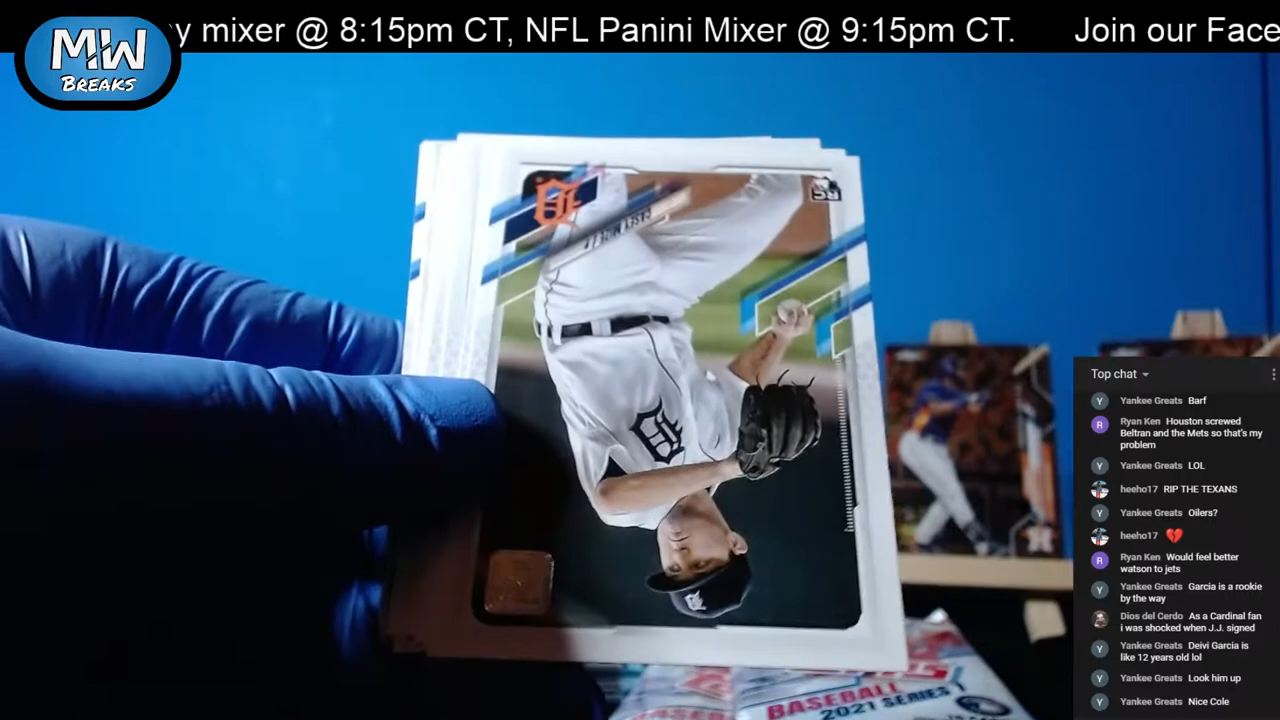 y mixer @ 8:15pm CT, NFL Panini Mixer @ 9:15pm CT. Join our Face
MW
BREAKS
RC
CASEY MIZE
Top chat
Y Yankee Greats Barf
R Ryan Ken Houston screwed
Beltran and the Mets so that's my
problem
Y Yankee Greats LOL
heeho17 RIP THE TEXANS
Y Yankee Greats Oilers?
heeho17 💔
R Ryan Ken Would feel better
watson to jets
Y Yankee Greats Garcia is a rookie
by the way
Dios del Cerdo As a Cardinal fan
i was shocked when J.J. signed
Y Yankee Greats Deivi Garcia is
like 12 years old lol
Y Yankee Greats Look him up
Y Yankee Greats Nice Cole
BASEBALL
2021 SERIES 1